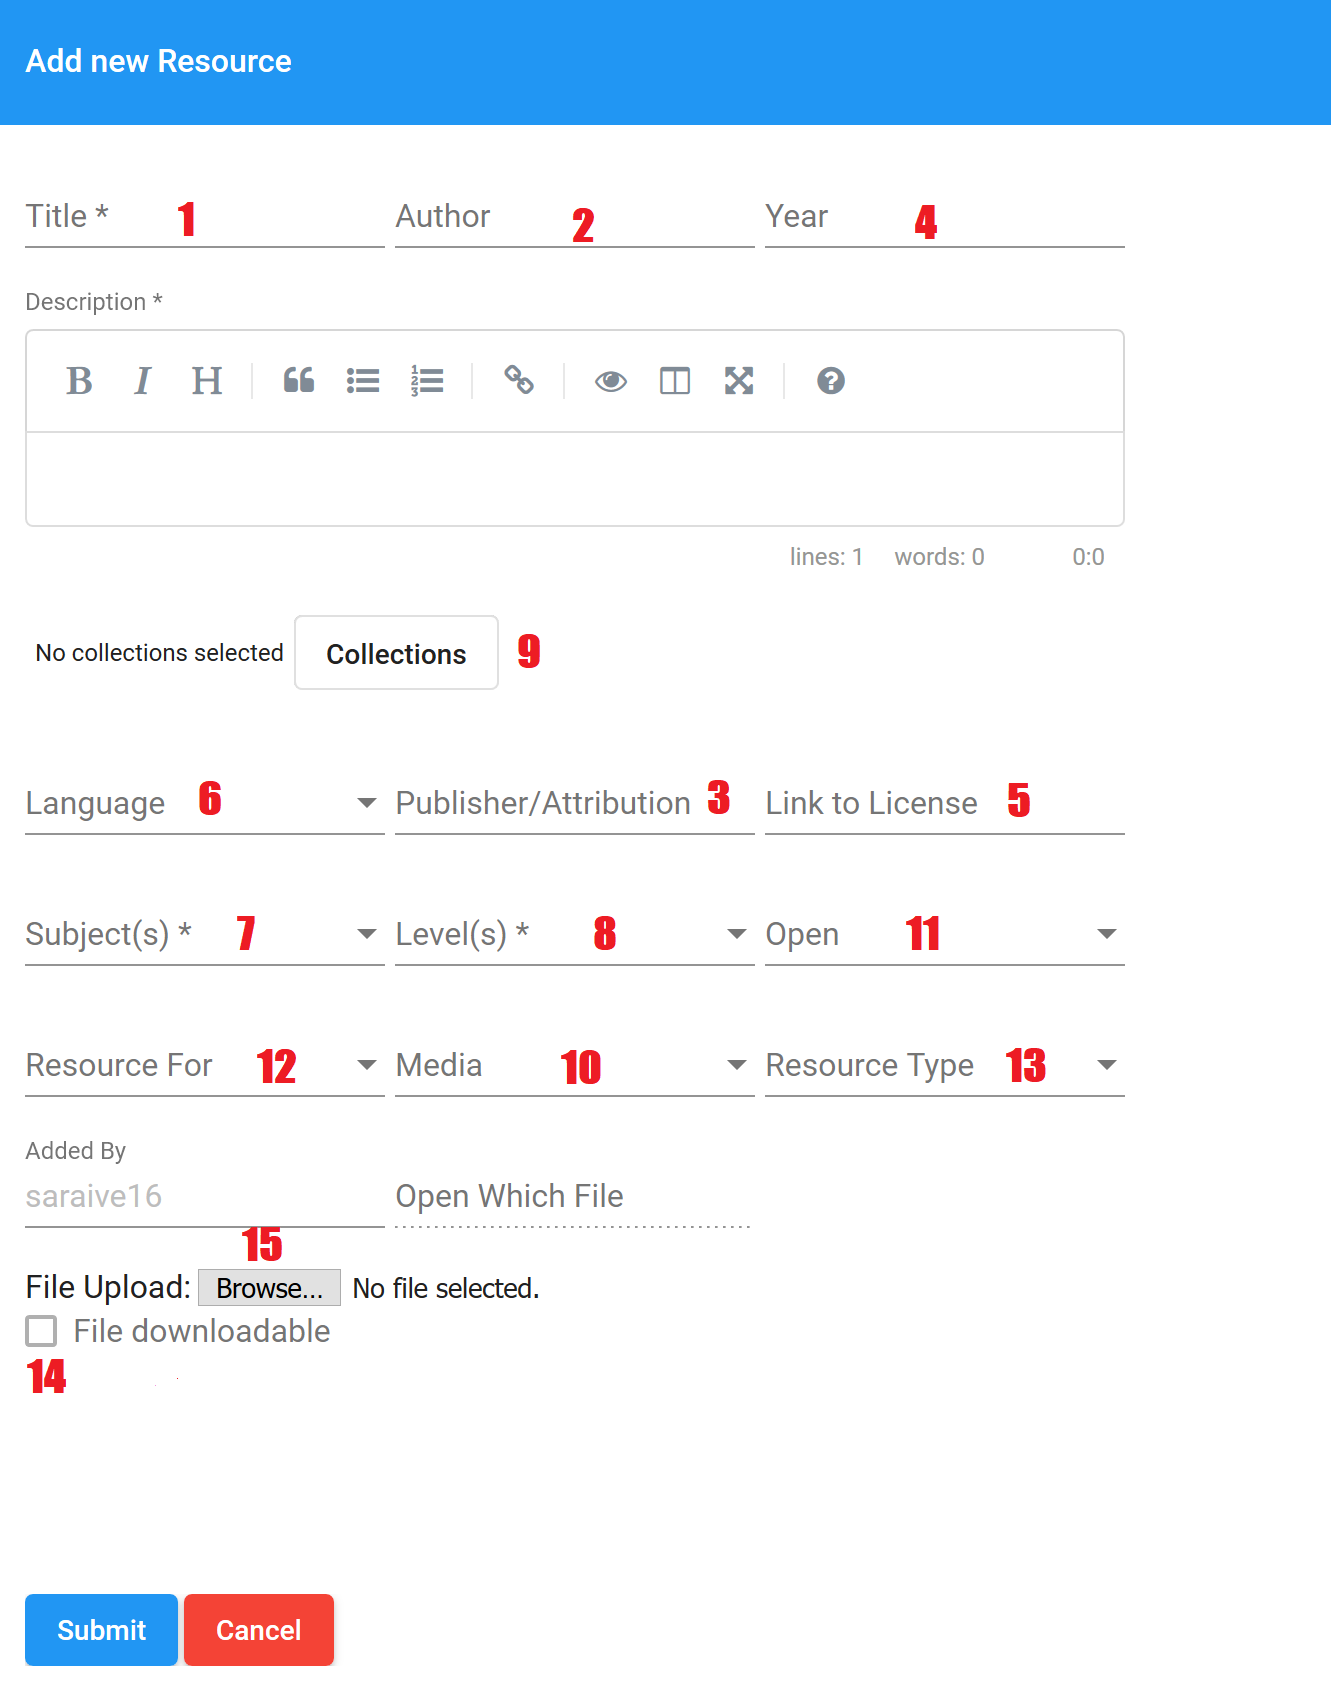 Add new Resource
Title * 1 Author 2 Year 4
Description *
B I H
lines: 1 words: 0 0:0
No collections selected Collections 9
Language 6 Publisher/Attribution 3 Link to License 5
Subject(s) * 7 Level(s) * 8 Open 11
Resource For 12 Media 10 Resource Type 13
Added By
saraive16 Open Which File
15
File Upload: Browse... No file selected.
File downloadable
14
Submit Cancel